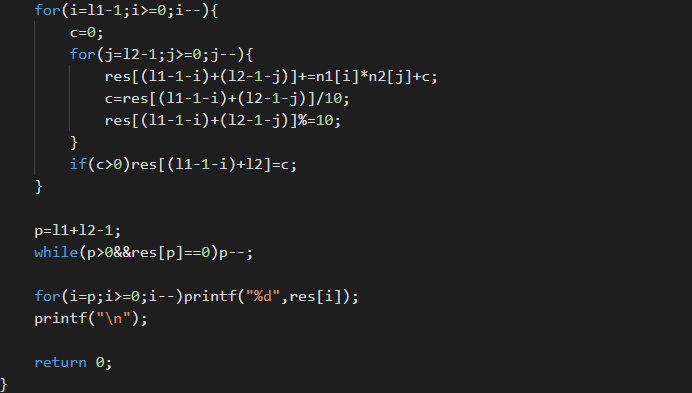 for(i=l1-1;i>=0;i--){
c=0;
for(j=l2-1;j>=0;j--){
res[(l1-1-i)+(l2-1-j)]+=n1[i]*n2[j]+c;
c=res[(l1-1-i)+(l2-1-j)]/10;
res[(l1-1-i)+(l2-1-j)]%=10;
}
if(c>0)res[(l1-1-i)+l2]=c;
}
p=l1+l2-1;
while(p>0&&res[p]==0)p--;
for(i=p;i>=0;i--)printf("%d",res[i]);
printf("\n");
return 0;
}